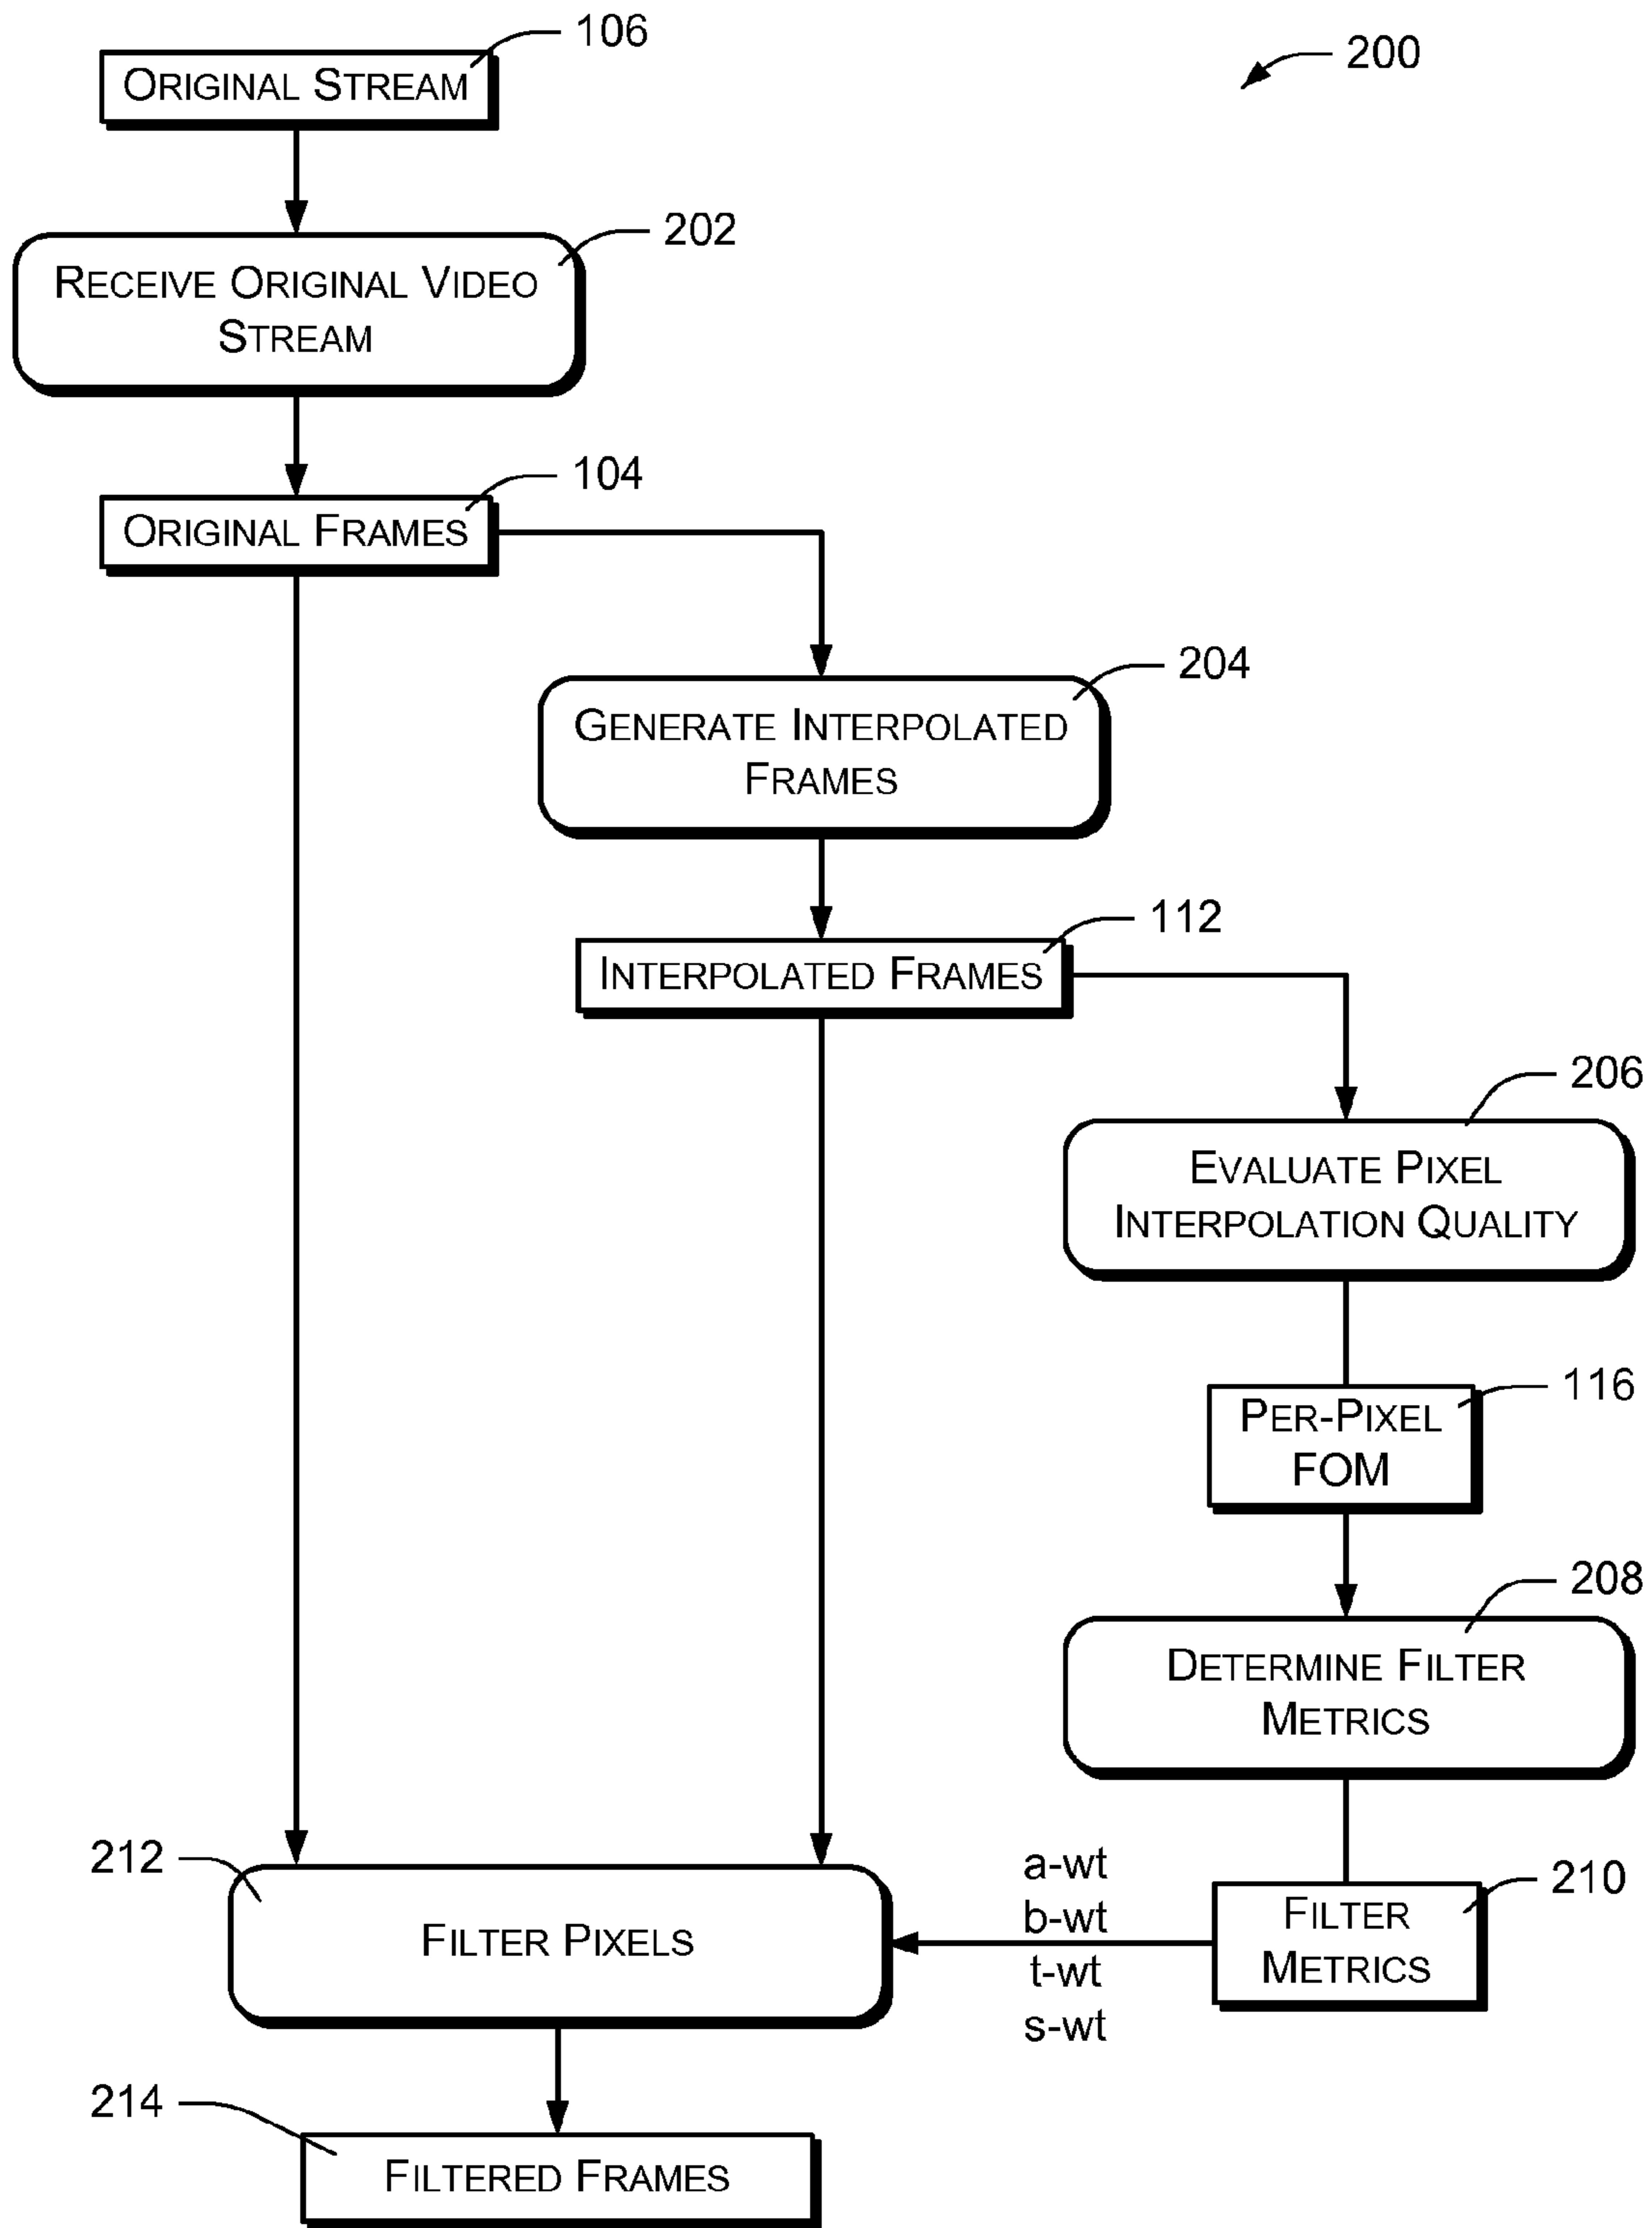 106
200
ORIGINAL STREAM
202
RECEIVE ORIGINAL VIDEO
STREAM
104
ORIGINAL FRAMES
204
GENERATE INTERPOLATED
FRAMES
112
INTERPOLATED FRAMES
206
EVALUATE PIXEL
INTERPOLATION QUALITY
116
PER-PIXEL
FOM
208
DETERMINE FILTER
METRICS
212
FILTER PIXELS
a-wt
b-wt
t-wt
s-wt
210
FILTER
METRICS
214
FILTERED FRAMES